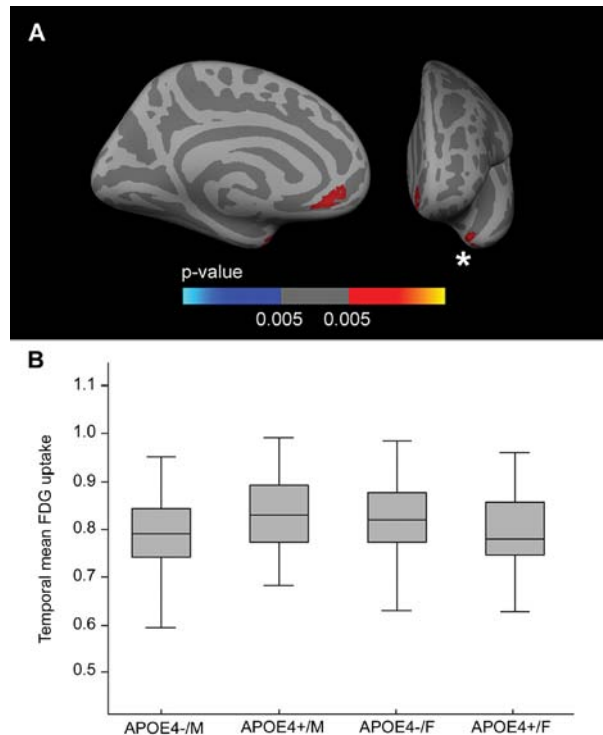 A
*
p-value
0.005 0.005
B
Temporal mean FDG uptake
1.1
1.0
0.9
0.8
0.7
0.6
0.5
APOE4-/M APOE4+/M APOE4-/F APOE4+/F